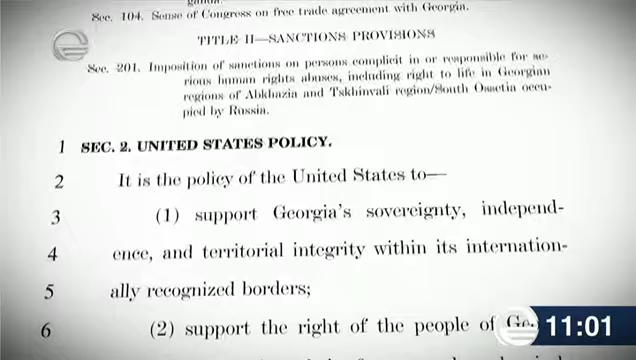 Sec. 104. Sense of Congress on free trade agreement with Georgia.
TITLE II—SANCTIONS PROVISIONS
Sec. 201. Imposition of sanctions on persons complicit in or responsible for se-
rious human rights abuses, including right to life in Georgian
regions of Abkhazia and Tskhinvali region/South Ossetia occu-
pied by Russia.
1 SEC. 2. UNITED STATES POLICY.
2 It is the policy of the United States to—
3 (1) support Georgia's sovereignty, independ-
4 ence, and territorial integrity within its internation-
5 ally recognized borders;
6 (2) support the right of the people of
11:01